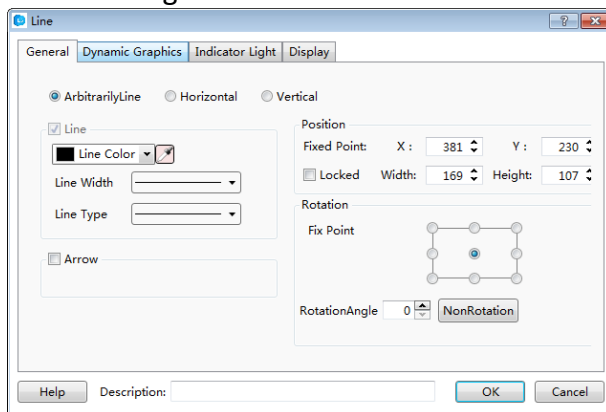 Line
General Dynamic Graphics Indicator Light Display
ArbitrarilyLine Horizontal Vertical
Line
Line Color
Line Width
Line Type
Arrow
Position
Fixed Point: X : 381 Y : 230
Locked Width: 169 Height: 107
Rotation
Fix Point
RotationAngle 0 NonRotation
Help Description: OK Cancel